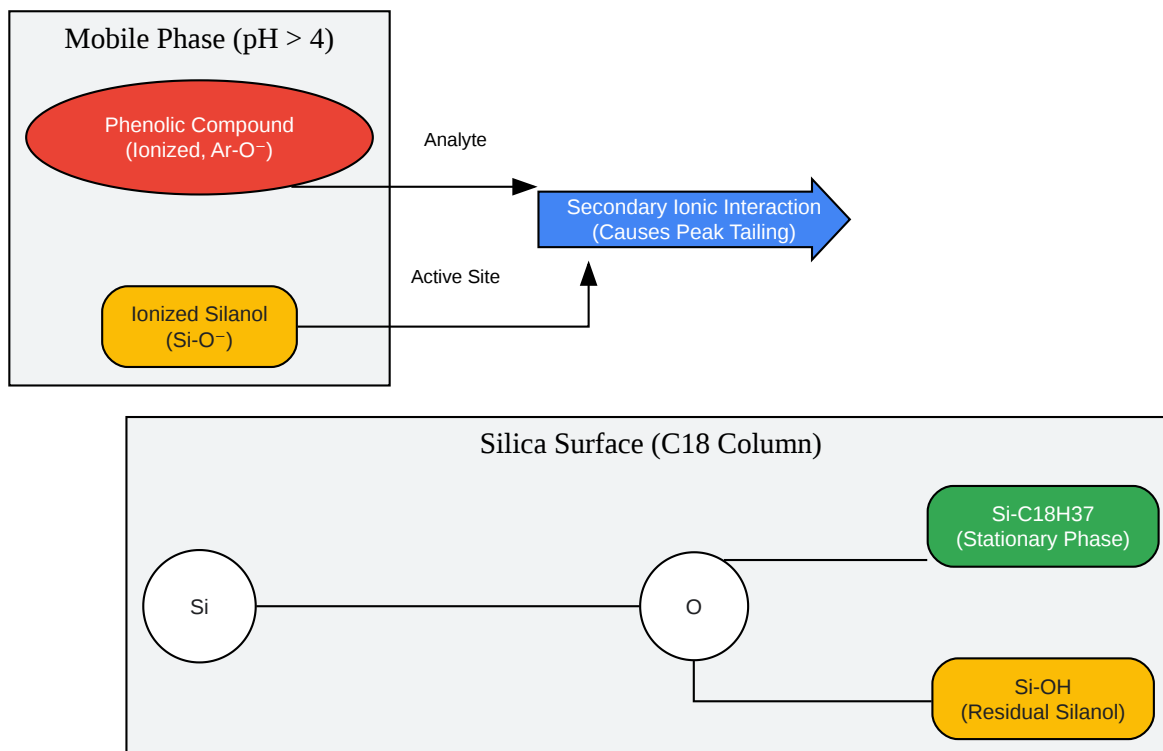 Mobile Phase (pH > 4)
Phenolic Compound
(Ionized, Ar-O⁻)
Analyte
Secondary Ionic Interaction
(Causes Peak Tailing)
Active Site
Ionized Silanol
(Si-O⁻)
Silica Surface (C18 Column)
Si-C18H37
(Stationary Phase)
Si
O
Si-OH
(Residual Silanol)